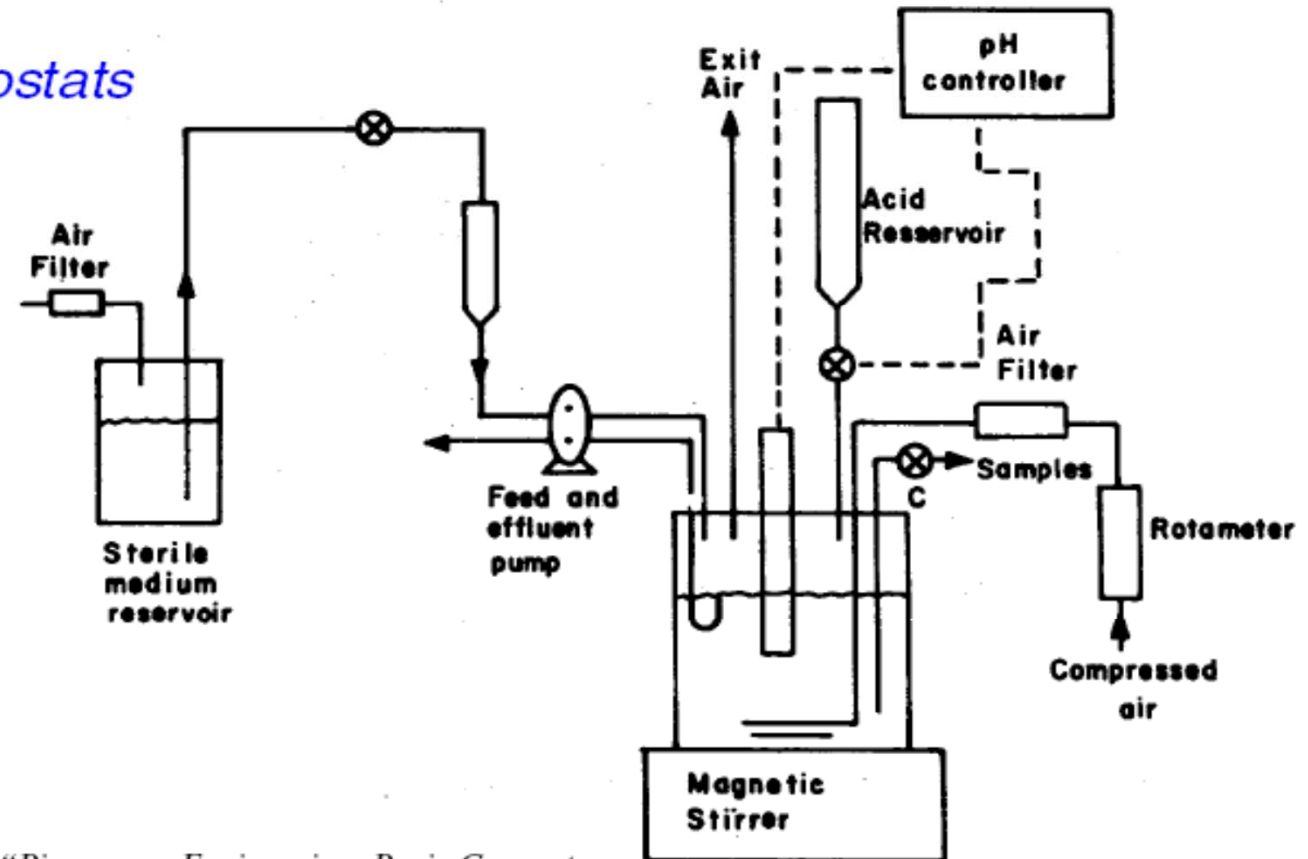 ostats
Exit
Air
pH
controller
Acid
Resservoir
Air
Filter
Air
Filter
Samples
C
Rotameter
Feed and
effluent
pump
Sterile
medium
reservoir
Compressed
air
Magnetic
Stirrer